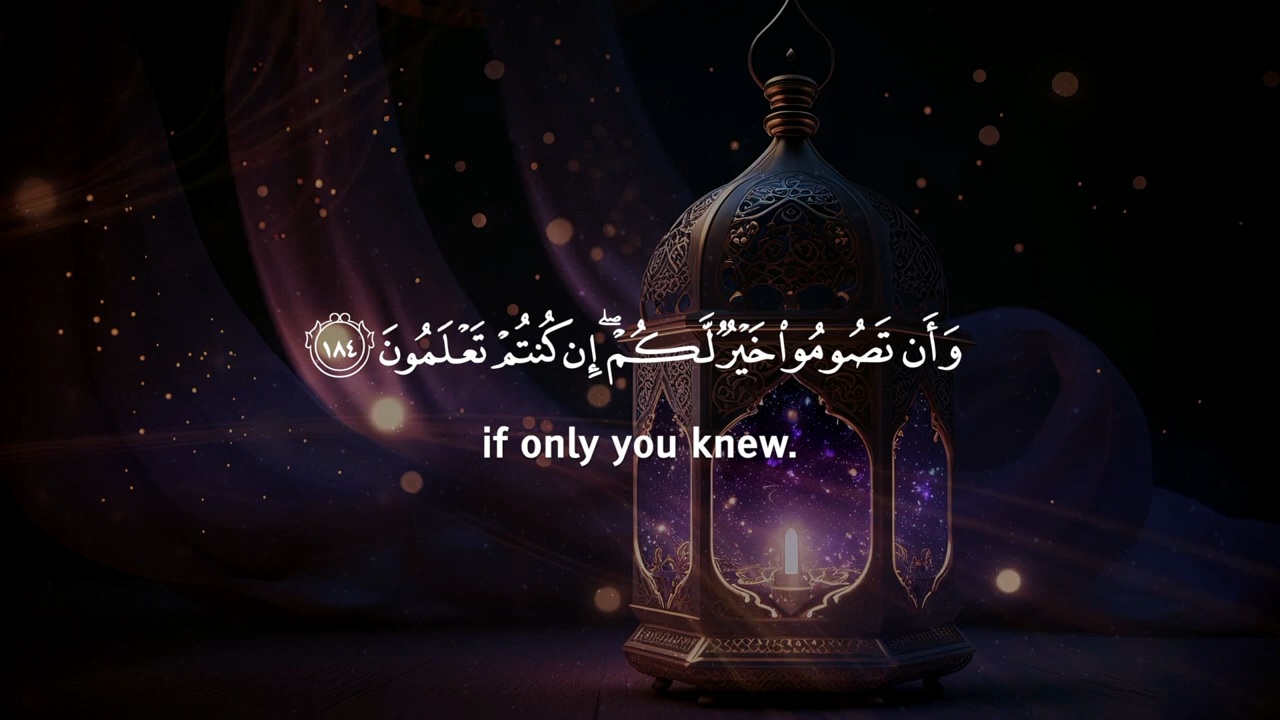 وَأَن تَصُومُوا۟ خَيْرٌ لَّكُمْ ۖ إِن كُنتُمْ تَعْلَمُونَ ١٨٤
if only you knew.